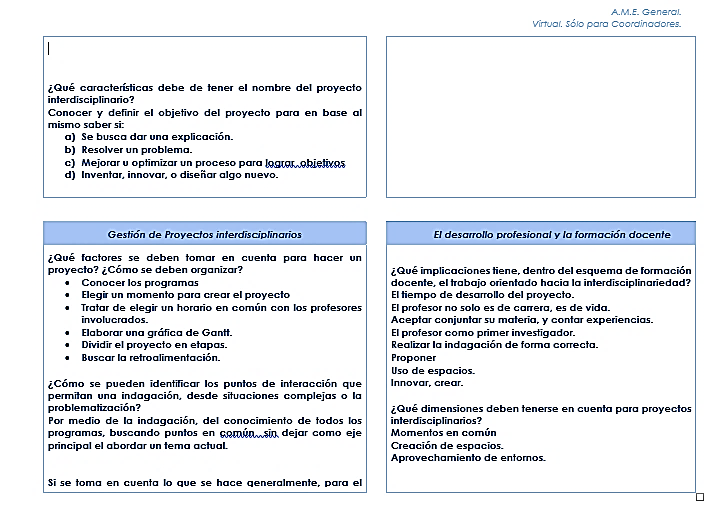 A.M.E. General.
Virtual. Sólo para Coordinadores.
¿Qué características debe de tener el nombre del proyecto
interdisciplinario?
Conocer y definir el objetivo del proyecto para en base al
mismo saber si:
a) Se busca dar una explicación.
b) Resolver un problema.
c) Mejorar u optimizar un proceso para lograr objetivos
d) Inventar, innovar, o diseñar algo nuevo.
Gestión de Proyectos interdisciplinarios
¿Qué factores se deben tomar en cuenta para hacer un
proyecto? ¿Cómo se deben organizar?
• Conocer los programas
• Elegir un momento para crear el proyecto
• Tratar de elegir un horario en común con los profesores
involucrados.
• Elaborar una gráfica de Gantt.
• Dividir el proyecto en etapas.
• Buscar la retroalimentación.
¿Cómo se pueden identificar los puntos de interacción que
permitan una indagación, desde situaciones complejas o la
problematización?
Por medio de la indagación, del conocimiento de todos los
programas, buscando puntos en común sin dejar como eje
principal el abordar un tema actual.
Si se toma en cuenta lo que se hace generalmente, para el
El desarrollo profesional y la formación docente
¿Qué implicaciones tiene, dentro del esquema de formación
docente, el trabajo orientado hacia la interdisciplinariedad?
El tiempo de desarrollo del proyecto.
El profesor no solo es de carrera, es de vida.
Aceptar conjuntar su materia, y contar experiencias.
El profesor como primer investigador.
Realizar la indagación de forma correcta.
Proponer
Uso de espacios.
Innovar, crear.
¿Qué dimensiones deben tenerse en cuenta para proyectos
interdisciplinarios?
Momentos en común
Creación de espacios.
Aprovechamiento de entornos.